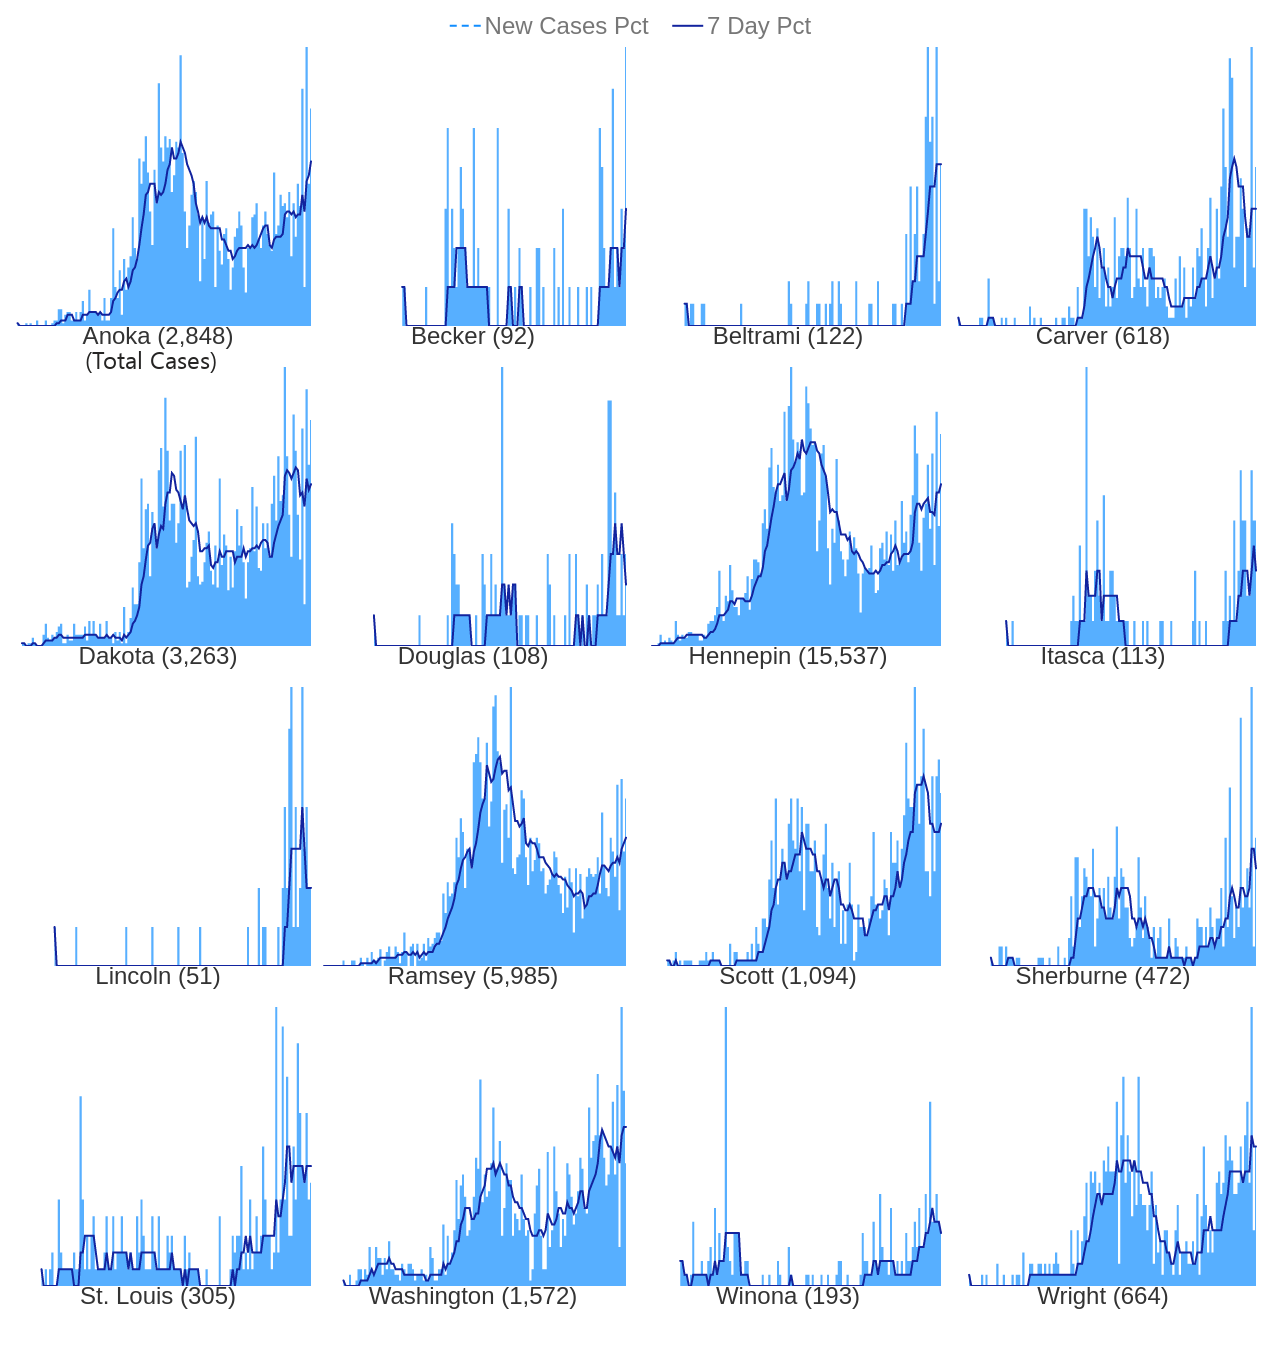 New Cases Pct 7 Day Pct
Anoka (2,848) Becker (92) Beltrami (122) Carver (618)
(Total Cases)
Dakota (3,263) Douglas (108) Hennepin (15,537) Itasca (113)
Lincoln (51) Ramsey (5,985) Scott (1,094) Sherburne (472)
St. Louis (305) Washington (1,572) Winona (193) Wright (664)